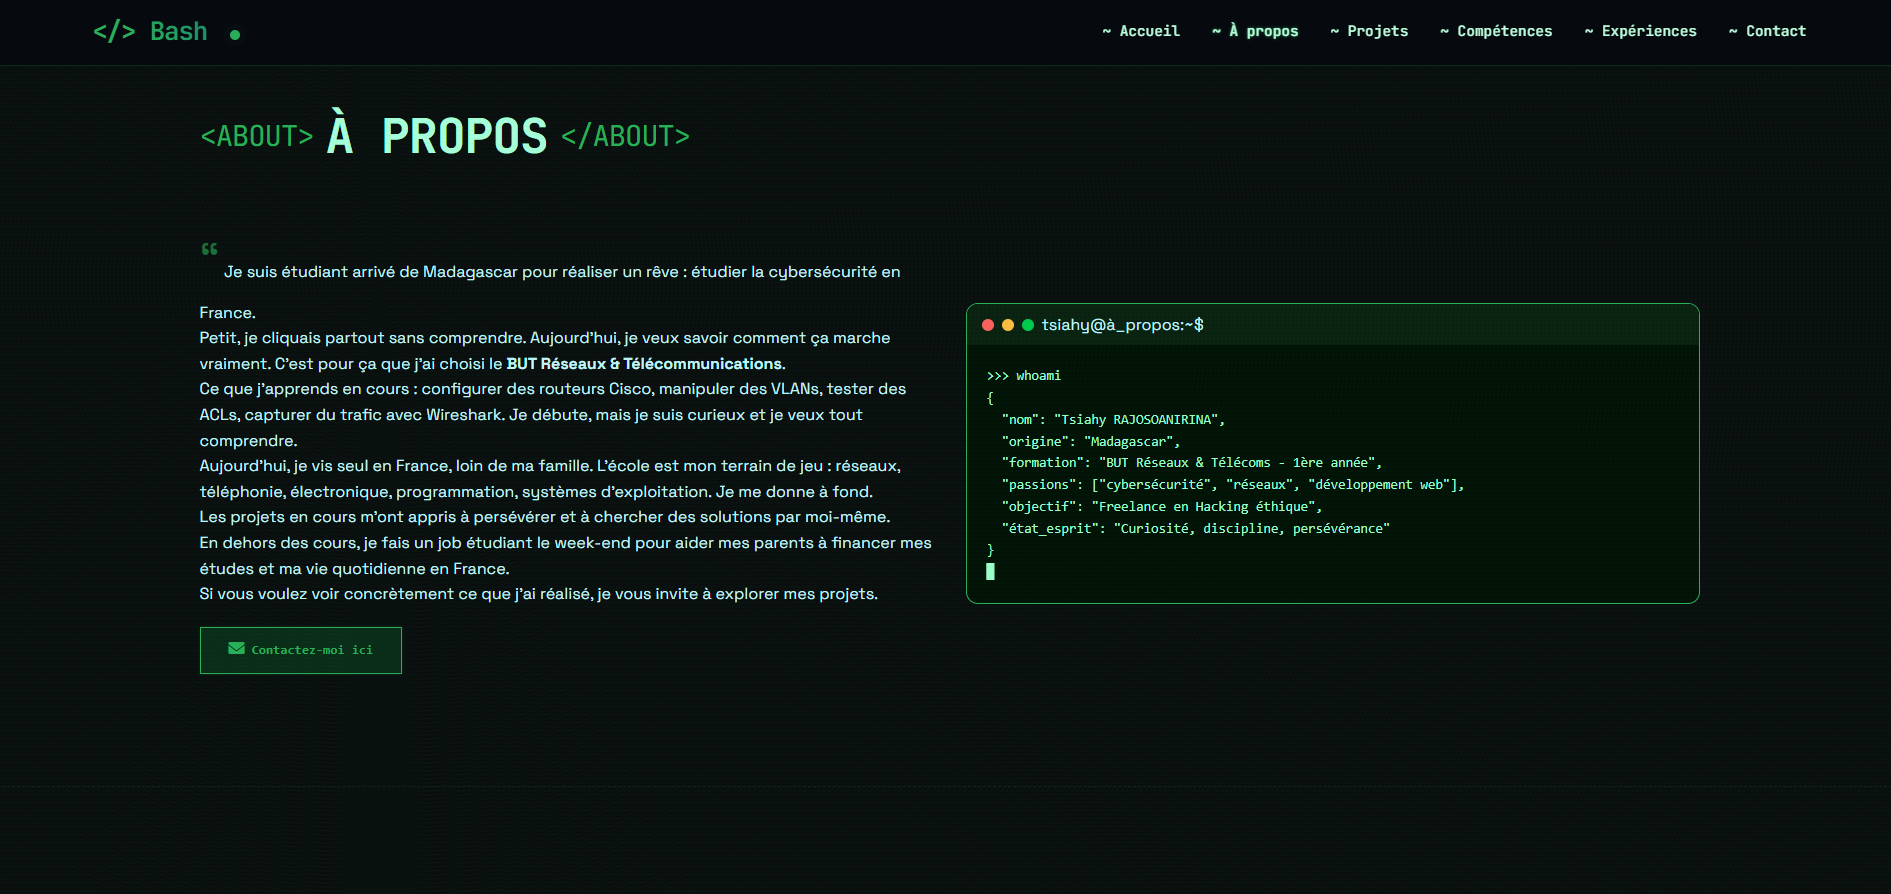 </> Bash
~ Accueil ~ À propos ~ Projets ~ Compétences ~ Expériences ~ Contact
<ABOUT> À PROPOS </ABOUT>
“
Je suis étudiant arrivé de Madagascar pour réaliser un rêve : étudier la cybersécurité en
France.
Petit, je cliquais partout sans comprendre. Aujourd'hui, je veux savoir comment ça marche
vraiment. C'est pour ça que j'ai choisi le BUT Réseaux & Télécommunications.
Ce que j'apprends en cours : configurer des routeurs Cisco, manipuler des VLANs, tester des
ACLs, capturer du trafic avec Wireshark. Je débute, mais je suis curieux et je veux tout
comprendre.
Aujourd'hui, je vis seul en France, loin de ma famille. L'école est mon terrain de jeu : réseaux,
téléphonie, électronique, programmation, systèmes d'exploitation. Je me donne à fond.
Les projets en cours m'ont appris à persévérer et à chercher des solutions par moi-même.
En dehors des cours, je fais un job étudiant le week-end pour aider mes parents à financer mes
études et ma vie quotidienne en France.
Si vous voulez voir concrètement ce que j'ai réalisé, je vous invite à explorer mes projets.
Contactez-moi ici
tsiahy@à_propos:~$
>>> whoami
{
"nom": "Tsiahy RAJOSOANIRINA",
"origine": "Madagascar",
"formation": "BUT Réseaux & Télécoms - 1ère année",
"passions": ["cybersécurité", "réseaux", "développement web"],
"objectif": "Freelance en Hacking éthique",
"état_esprit": "Curiosité, discipline, persévérance"
}